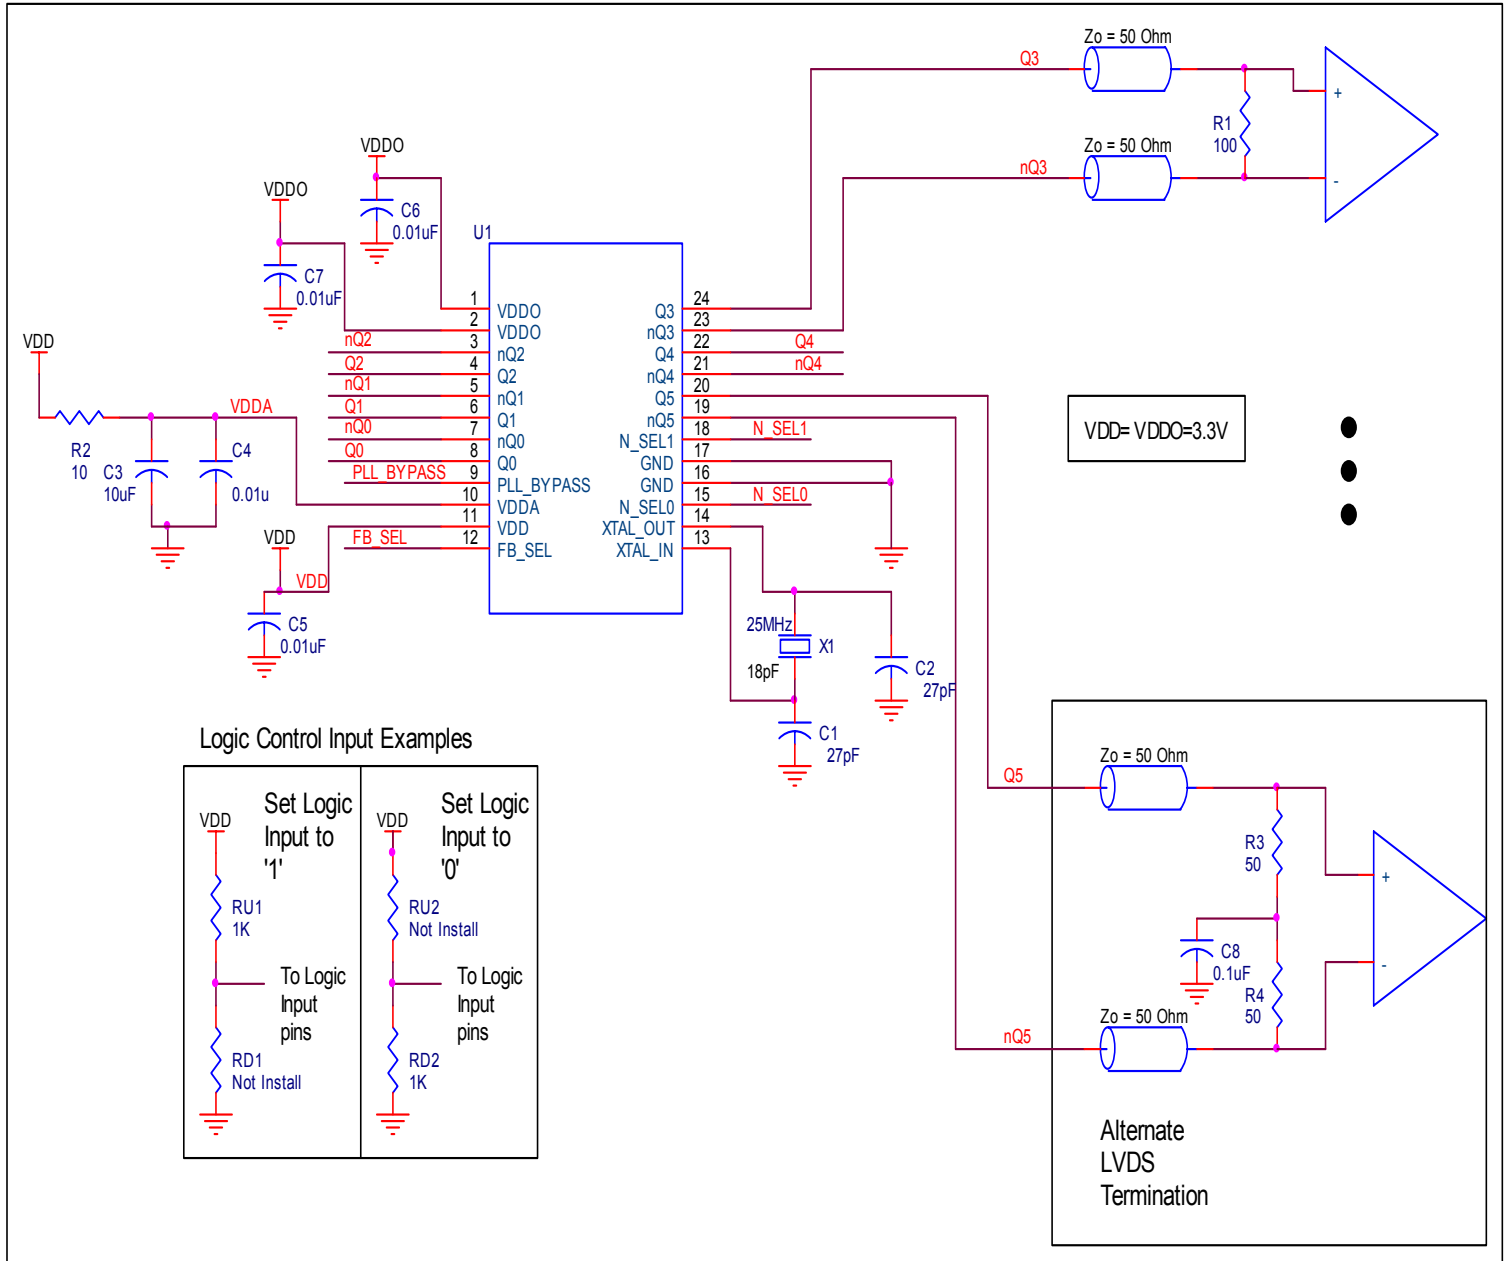 Zo = 50 Ohm
Q3
+
R1
100
Zo = 50 Ohm
nQ3
-
VDDO
VDDO
C6
0.01uF
C7
0.01uF
U1
1
VDDO
2
VDDO
nQ2
3
nQ2
Q2
4
Q2
nQ1
5
nQ1
Q1
6
Q1
nQ0
7
nQ0
Q0
8
Q0
PLL_BYPASS
9
PLL_BYPASS
10
VDDA
11
VDD
FB_SEL
12
FB_SEL
24
Q3
23
nQ3
22
Q4
Q4
21
nQ4
nQ4
20
Q5
19
nQ5
18
N_SEL1
N_SEL1
17
GND
16
GND
15
N_SEL0
N_SEL0
14
XTAL_OUT
13
XTAL_IN
VDD
VDDA
R2
10
C3
10uF
C4
0.01u
VDD
VDD
C5
0.01uF
VDD= VDDO=3.3V
25MHz
X1
18pF
C2
27pF
C1
27pF
Logic Control Input Examples
VDD
Set Logic
Input to
'1'
RU1
1K
To Logic
Input
pins
RD1
Not Install
VDD
Set Logic
Input to
'0'
RU2
Not Install
To Logic
Input
pins
RD2
1K
Zo = 50 Ohm
Q5
R3
50
+
C8
0.1uF
-
R4
50
Zo = 50 Ohm
nQ5
Alternate
LVDS
Termination